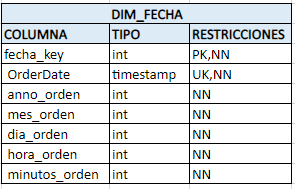 DIM_FECHA
COLUMNA TIPO RESTRICCIONES
fecha_key int PK,NN
OrderDate timestamp UK,NN
anno_orden int NN
mes_orden int NN
dia_orden int NN
hora_orden int NN
minutos_orden int NN